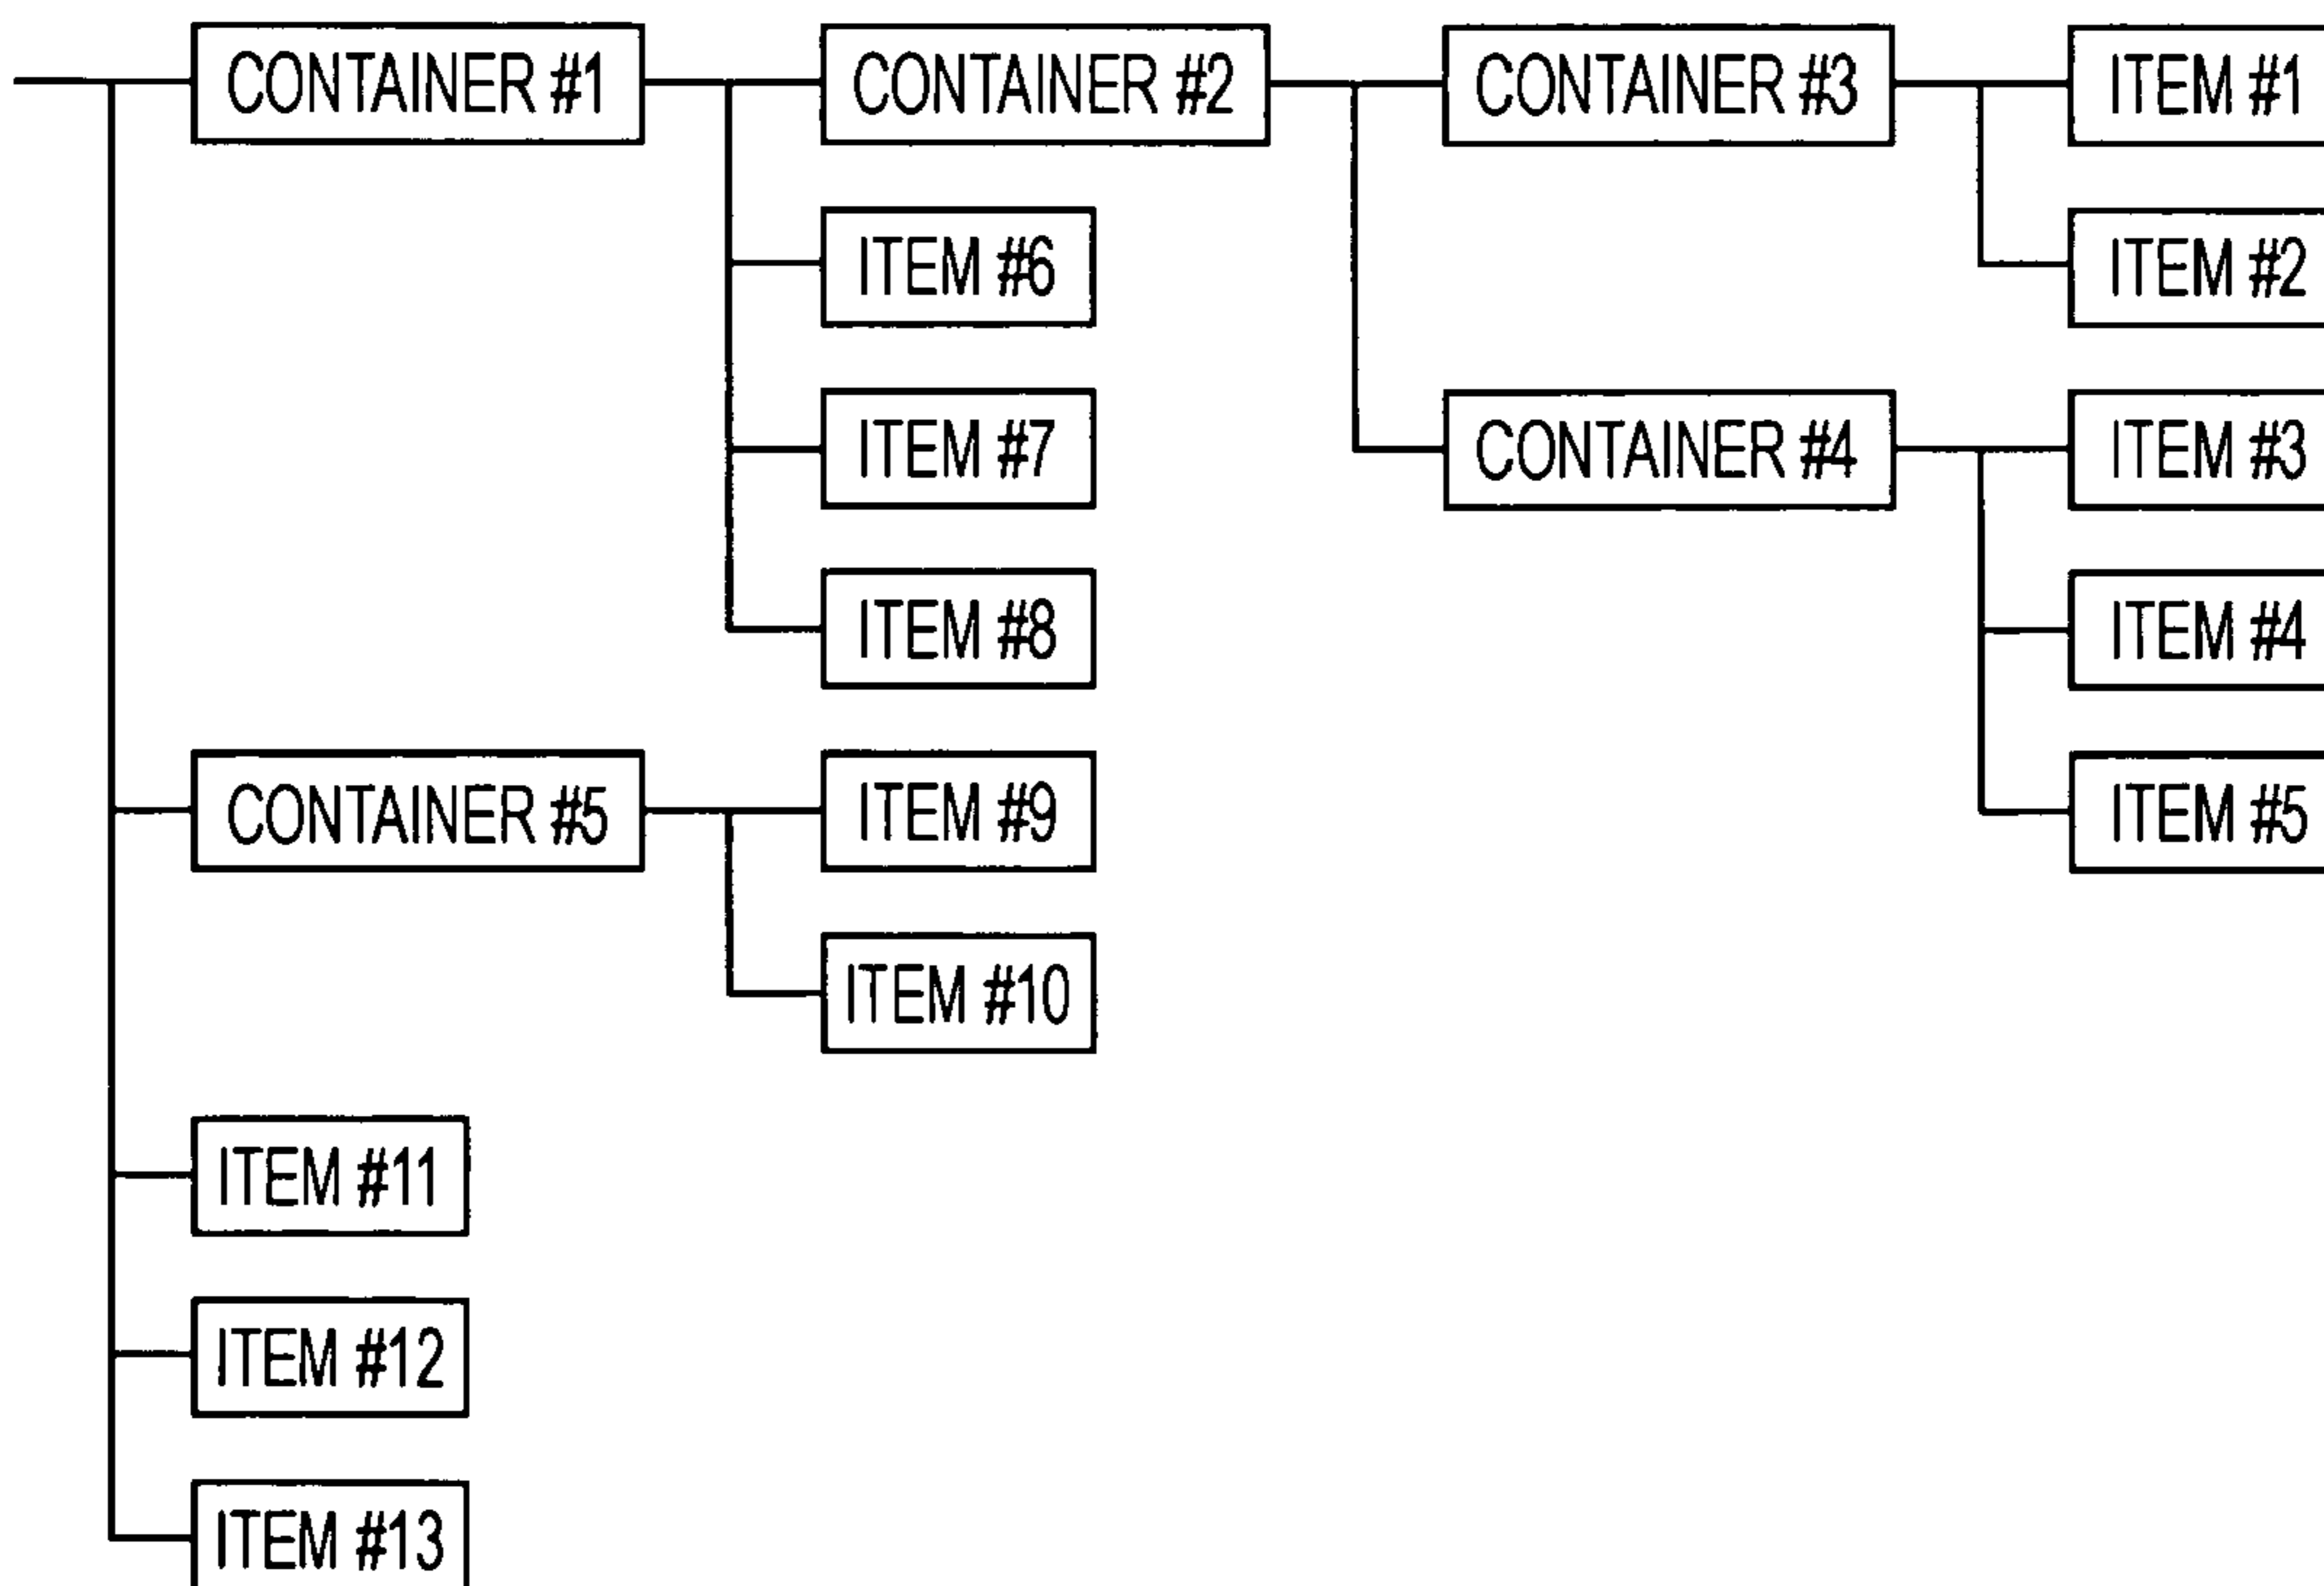 CONTAINER #1
CONTAINER #2
CONTAINER #3
ITEM #1
ITEM #6
ITEM #2
ITEM #7
CONTAINER #4
ITEM #3
ITEM #8
ITEM #4
CONTAINER #5
ITEM #9
ITEM #5
ITEM #10
ITEM #11
ITEM #12
ITEM #13